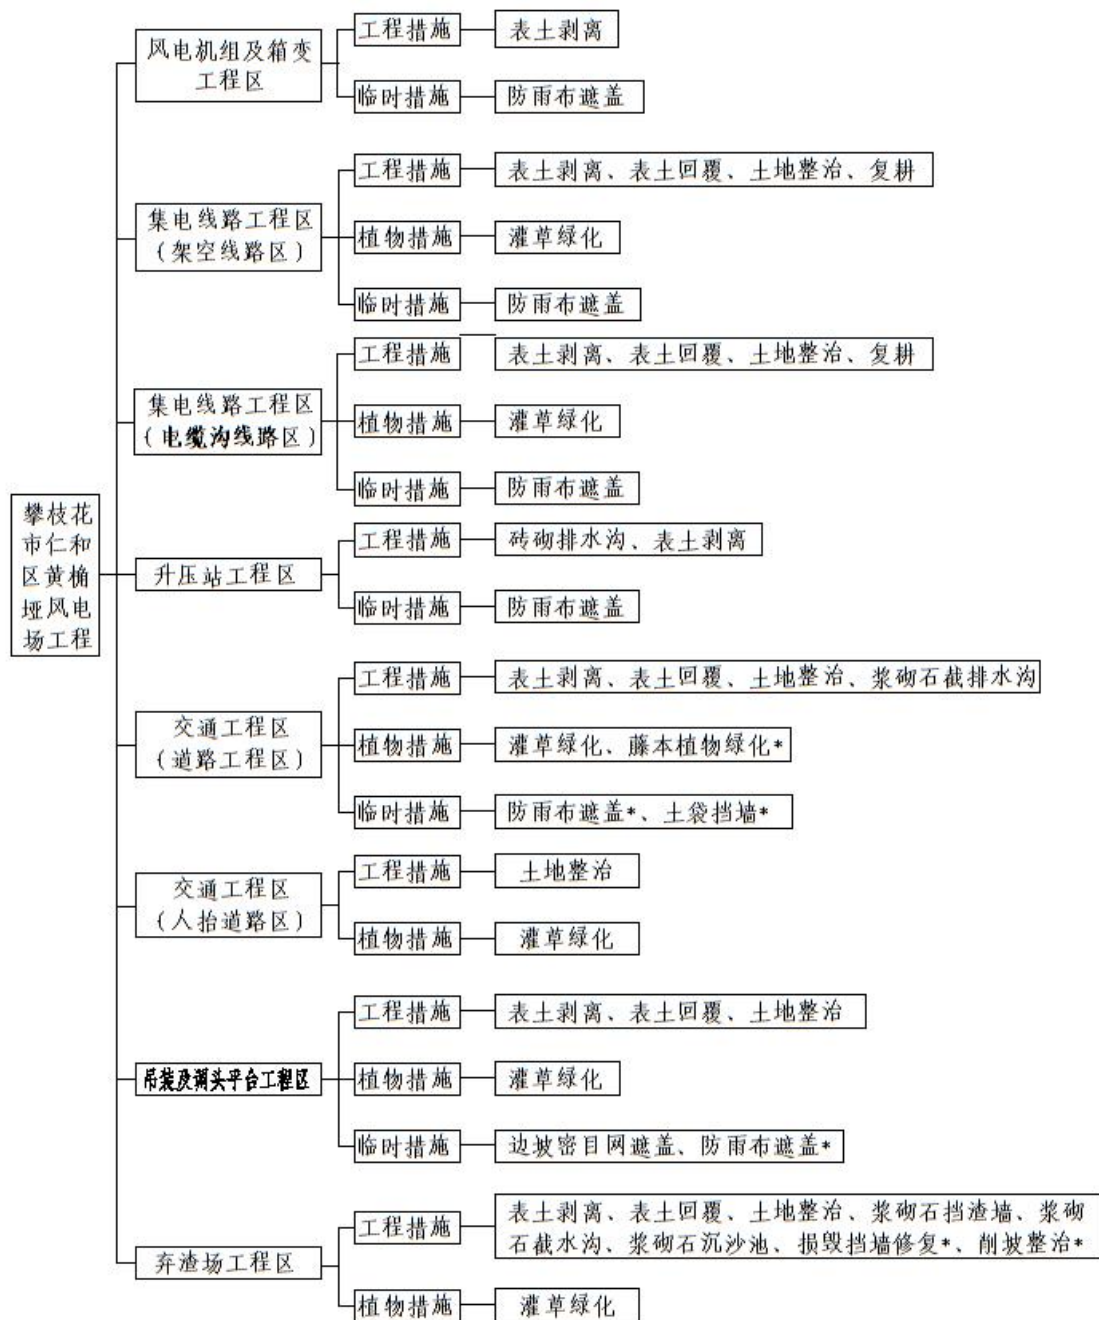 攀枝花
市仁和
区黄桷
垭风电
场工程
风电机组及箱变
工程区
工程措施
表土剥离
临时措施
防雨布遮盖
集电线路工程区
(架空线路区)
工程措施
表土剥离、表土回覆、土地整治、复耕
植物措施
灌草绿化
临时措施
防雨布遮盖
集电线路工程区
(电缆沟线路区)
工程措施
表土剥离、表土回覆、土地整治、复耕
植物措施
灌草绿化
临时措施
防雨布遮盖
升压站工程区
工程措施
砖砌排水沟、表土剥离
临时措施
防雨布遮盖
交通工程区
(道路工程区)
工程措施
表土剥离、表土回覆、土地整治、浆砌石截排水沟
植物措施
灌草绿化、藤本植物绿化*
临时措施
防雨布遮盖*、土袋挡墙*
交通工程区
(人抬道路区)
工程措施
土地整治
植物措施
灌草绿化
吊装及调头平台工程区
工程措施
表土剥离、表土回覆、土地整治
植物措施
灌草绿化
临时措施
边坡密目网遮盖、防雨布遮盖*
弃渣场工程区
工程措施
表土剥离、表土回覆、土地整治、浆砌石挡渣墙、浆砌
石截水沟、浆砌石沉沙池、损毁挡墙修复*、削坡整治*
植物措施
灌草绿化